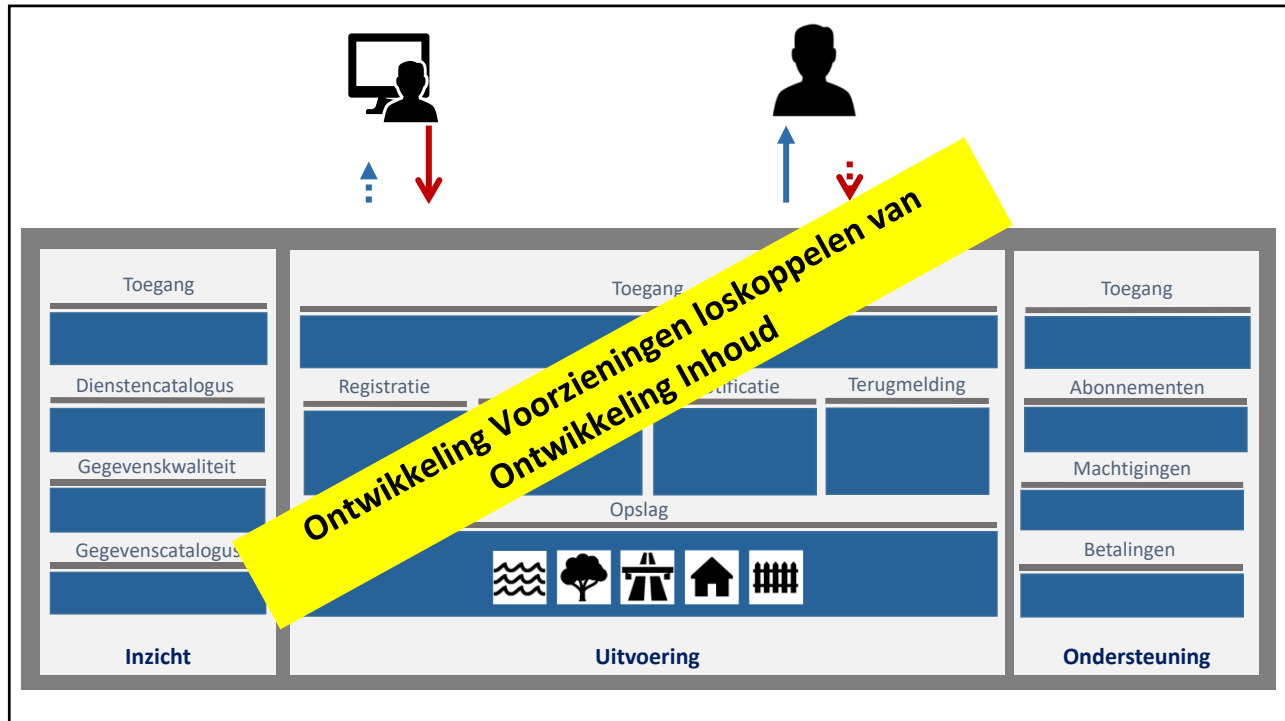 Ontwikkeling Voorzieningen loskoppelen van
Ontwikkeling Inhoud
Toegang
Dienstencatalogus
Gegevenskwaliteit
Gegevenscatalogus
Inzicht
Toegang
Registratie
Terugmelding
Opslag
Uitvoering
Toegang
Abonnementen
Machtigingen
Betalingen
Ondersteuning